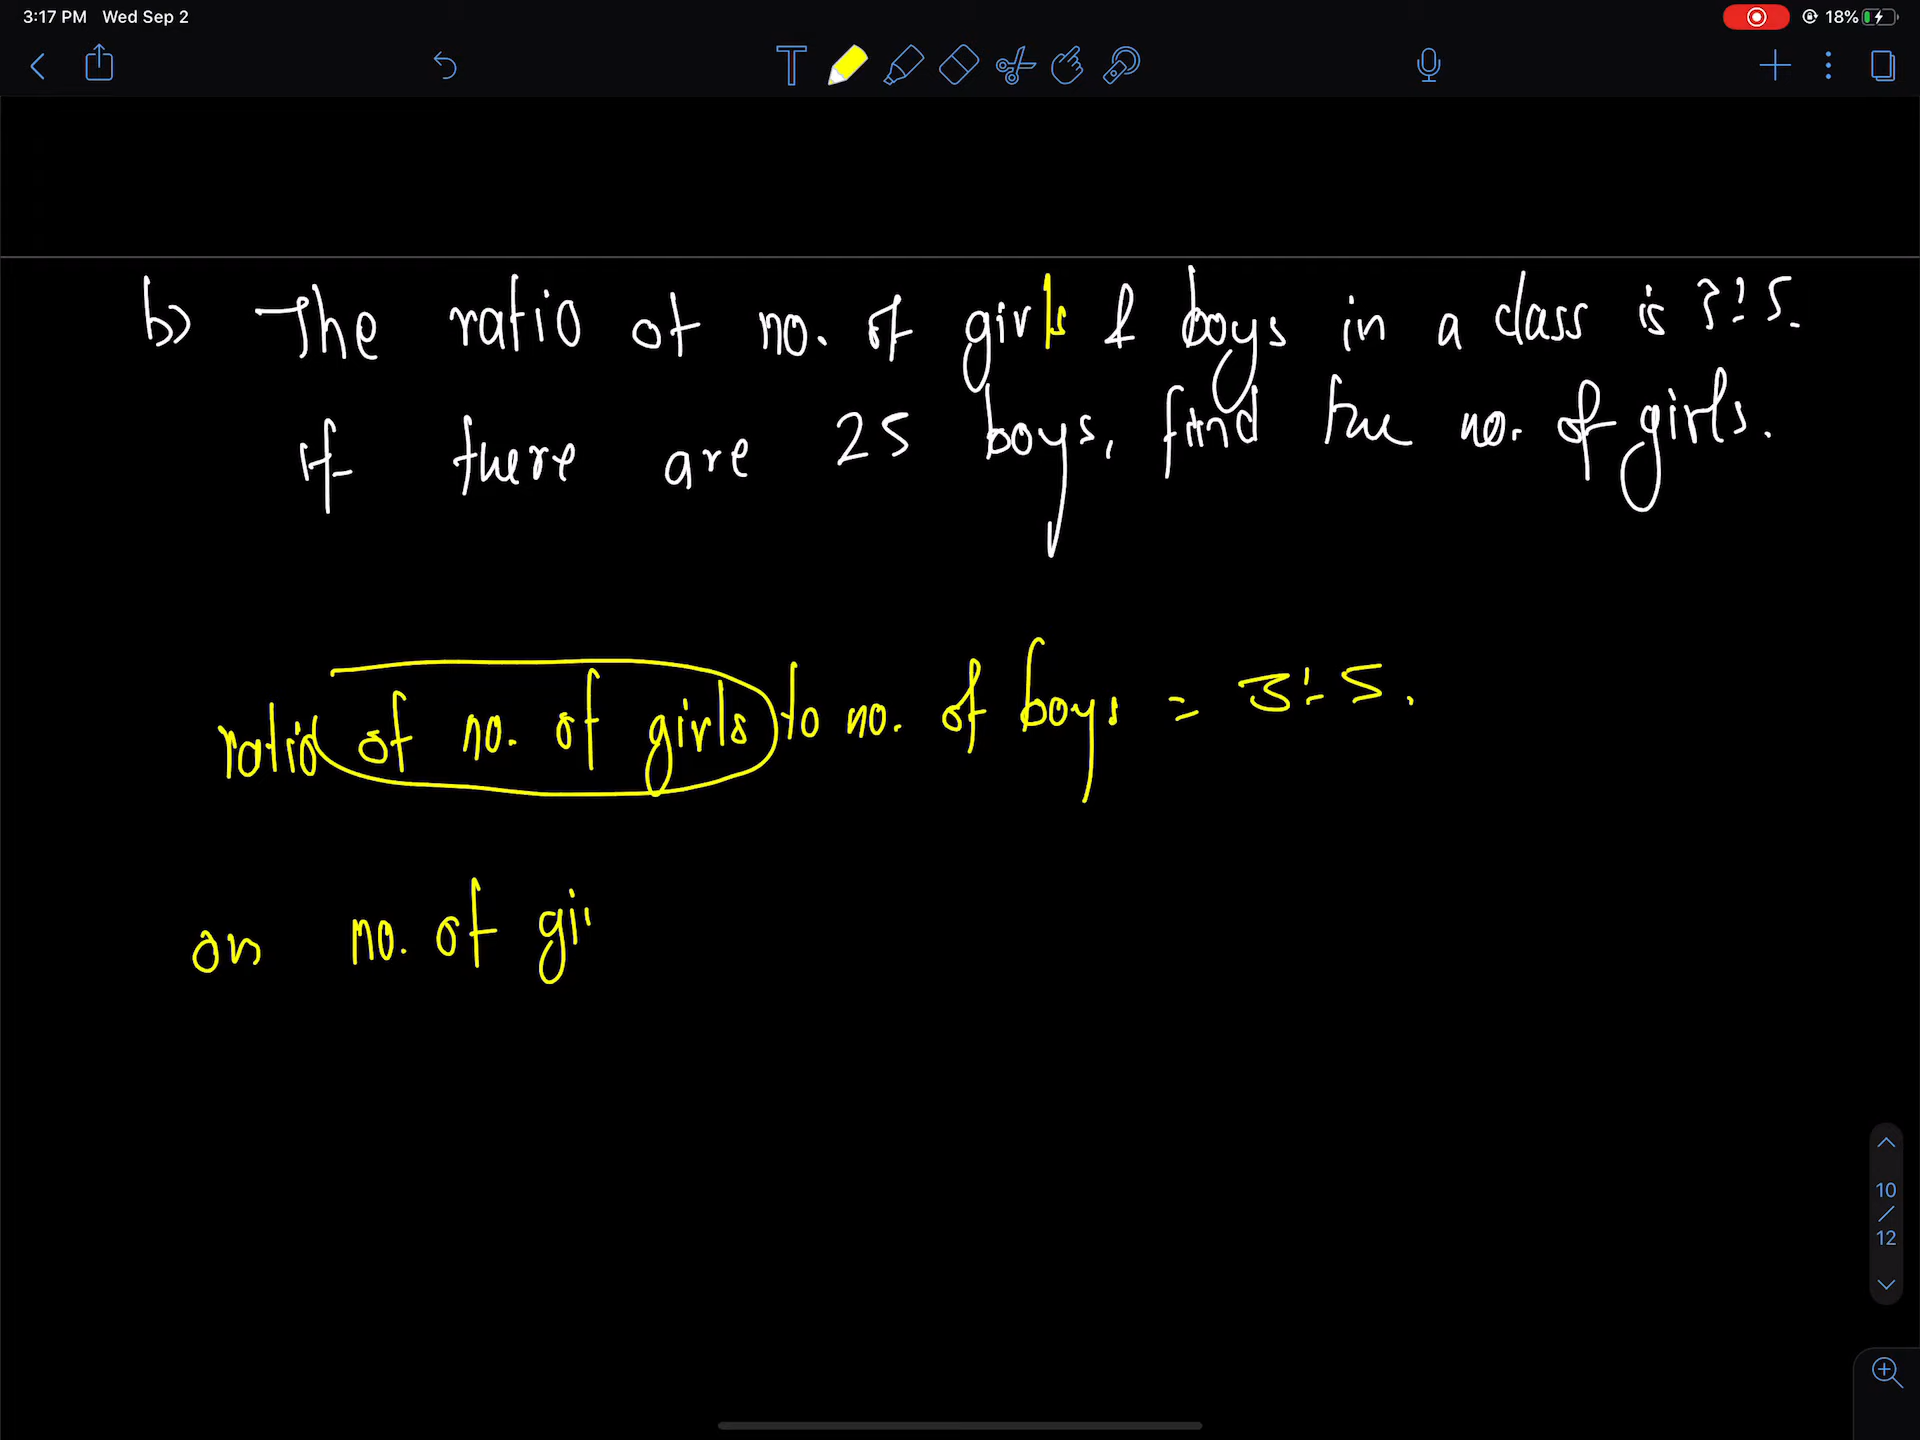 3:17 PM Wed Sep 2
18%
b) The ratio of no. of girls & boys in a class is 3:5.
If there are 25 boys, find the no. of girls.
ratio of no. of girls to no. of boys = 3:5.
or no. of gi
10
/
12